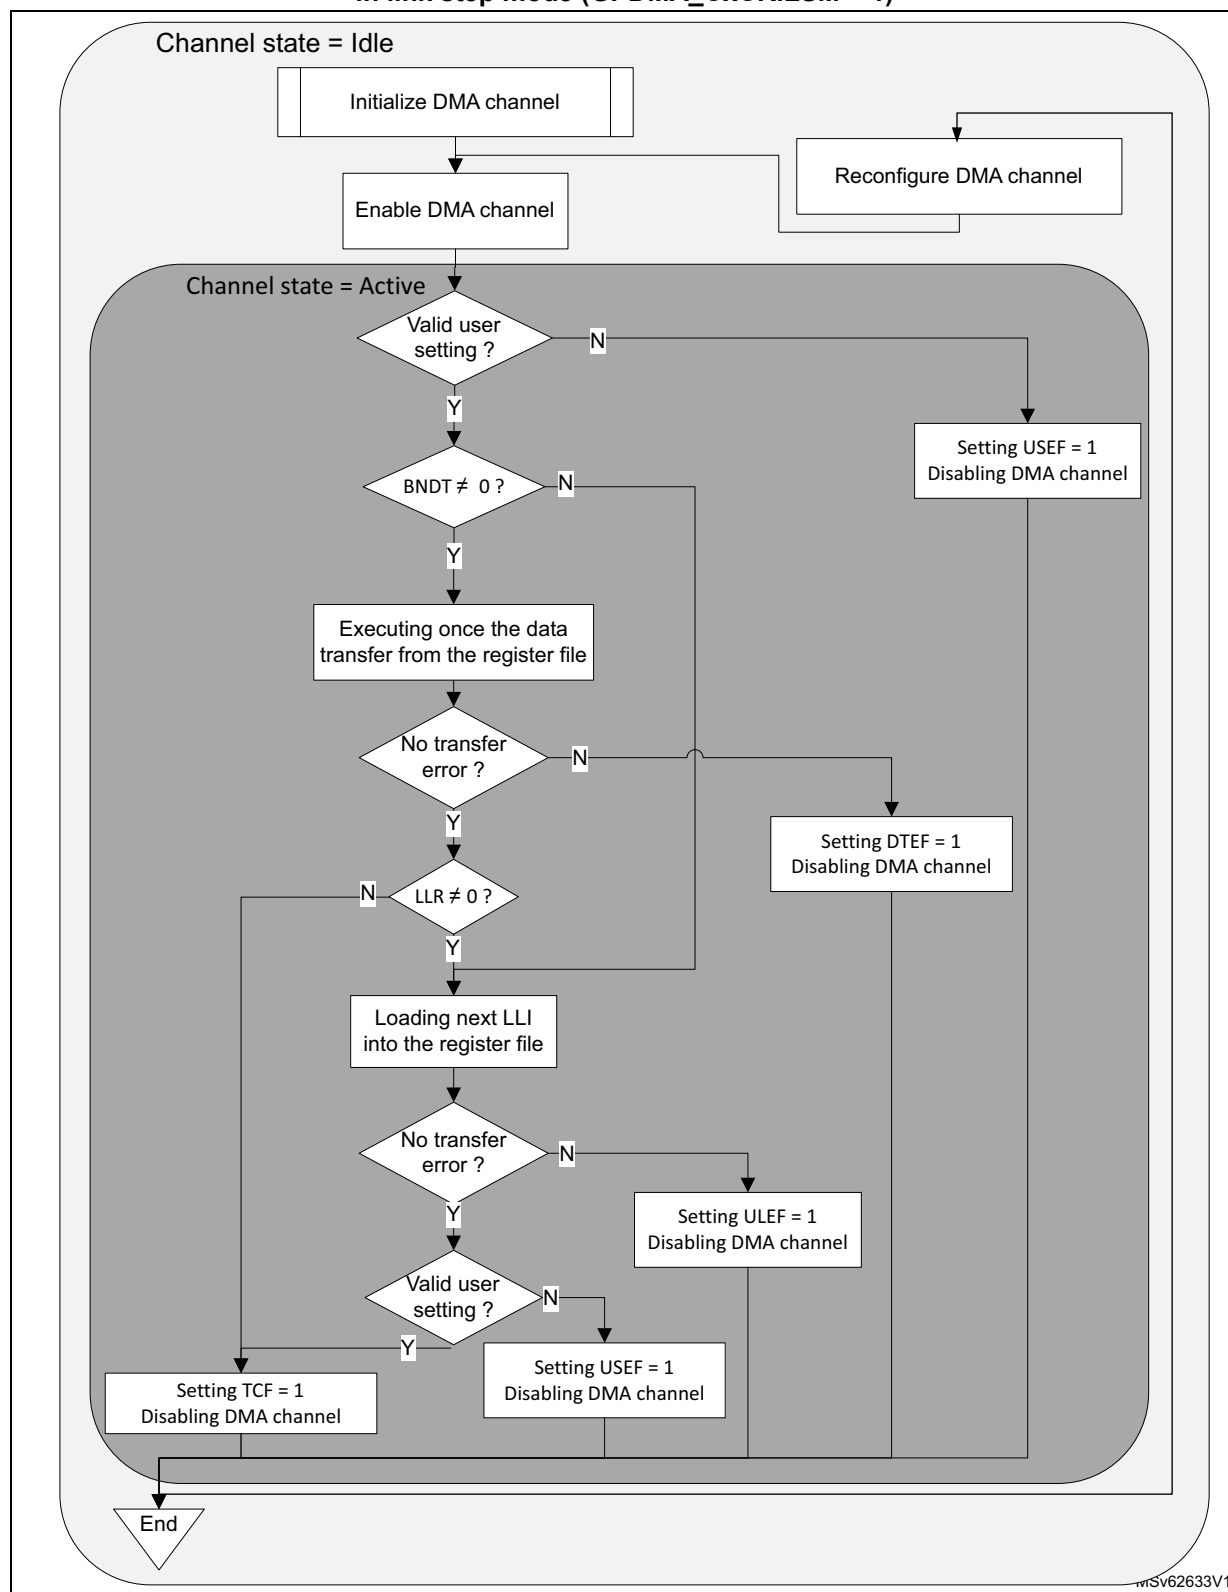 Channel state = Idle
Initialize DMA channel
Reconfigure DMA channel
Enable DMA channel
Channel state = Active
Valid user
setting ?
N
Y
Setting USEF = 1
Disabling DMA channel
BNDT ≠ 0 ?
N
Y
Executing once the data
transfer from the register file
No transfer
error ?
N
Y
Setting DTEF = 1
Disabling DMA channel
LLR ≠ 0 ?
N
Y
Loading next LLI
into the register file
No transfer
error ?
N
Y
Setting ULEF = 1
Disabling DMA channel
Valid user
setting ?
N
Y
Setting USEF = 1
Disabling DMA channel
Setting TCF = 1
Disabling DMA channel
End
MSv62633V1